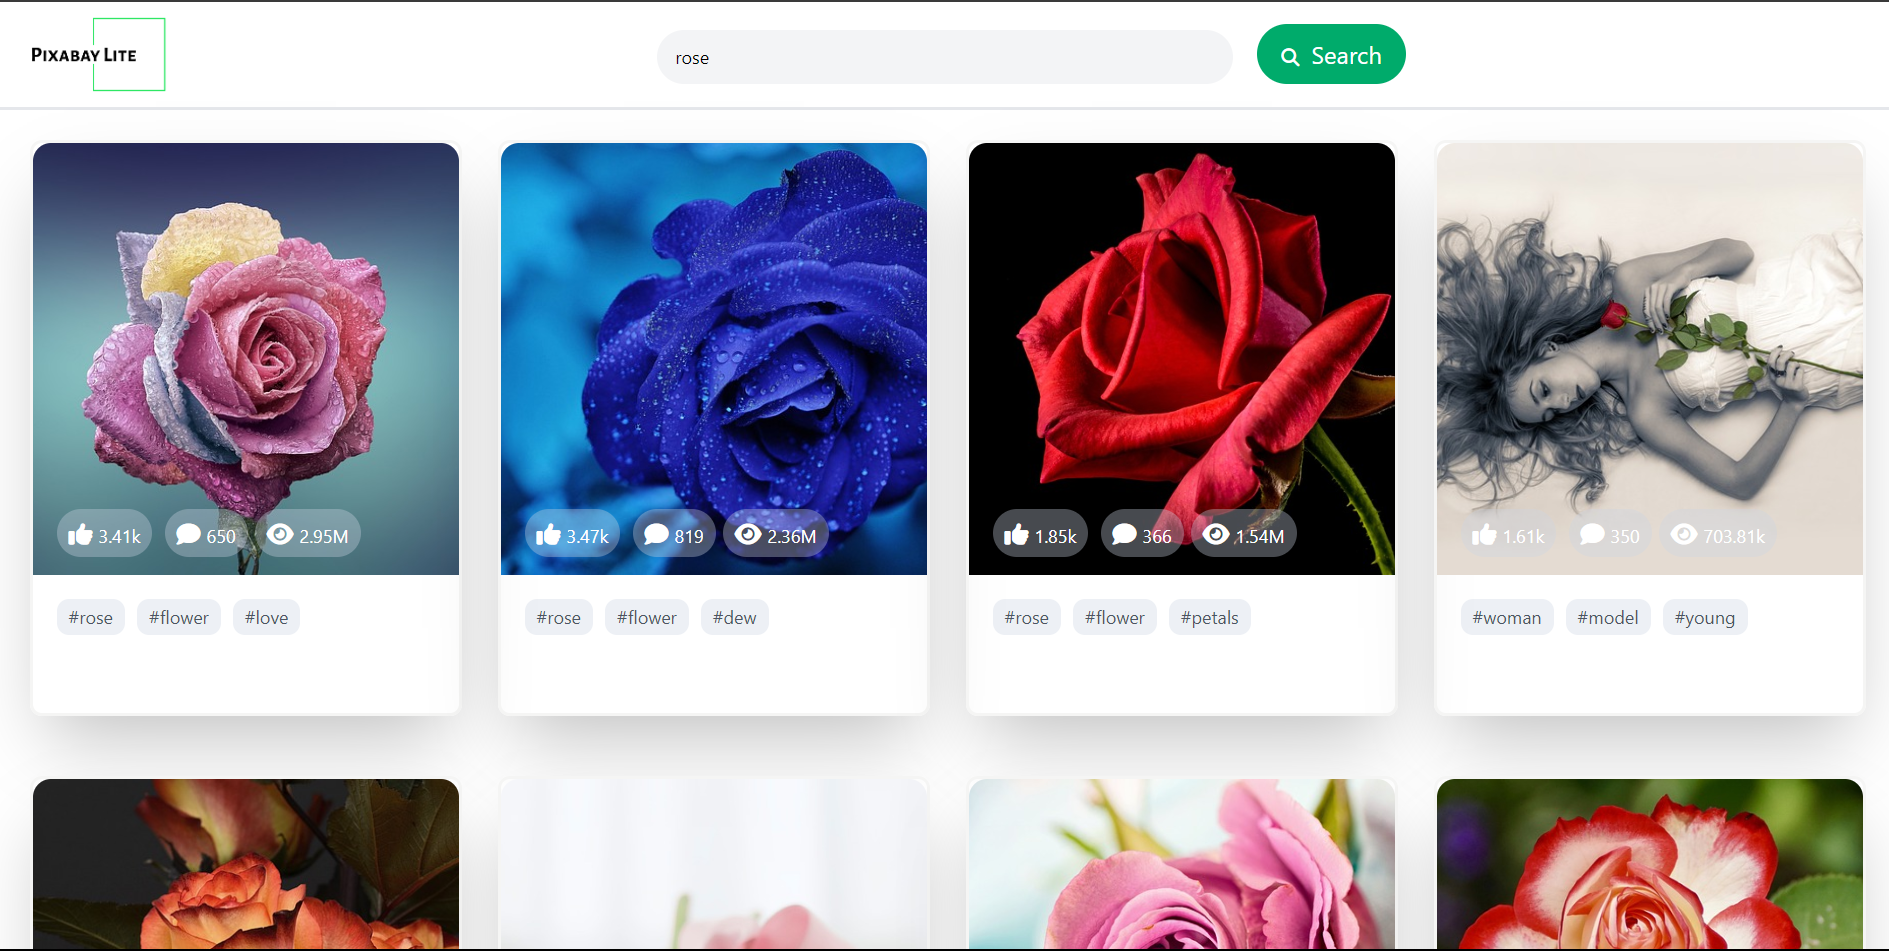 Pixabay Lite
rose
Search
3.41k 650 2.95M
3.47k 819 2.36M
1.85k 366 1.54M
1.61k 350 703.81k
#rose #flower #love
#rose #flower #dew
#rose #flower #petals
#woman #model #young